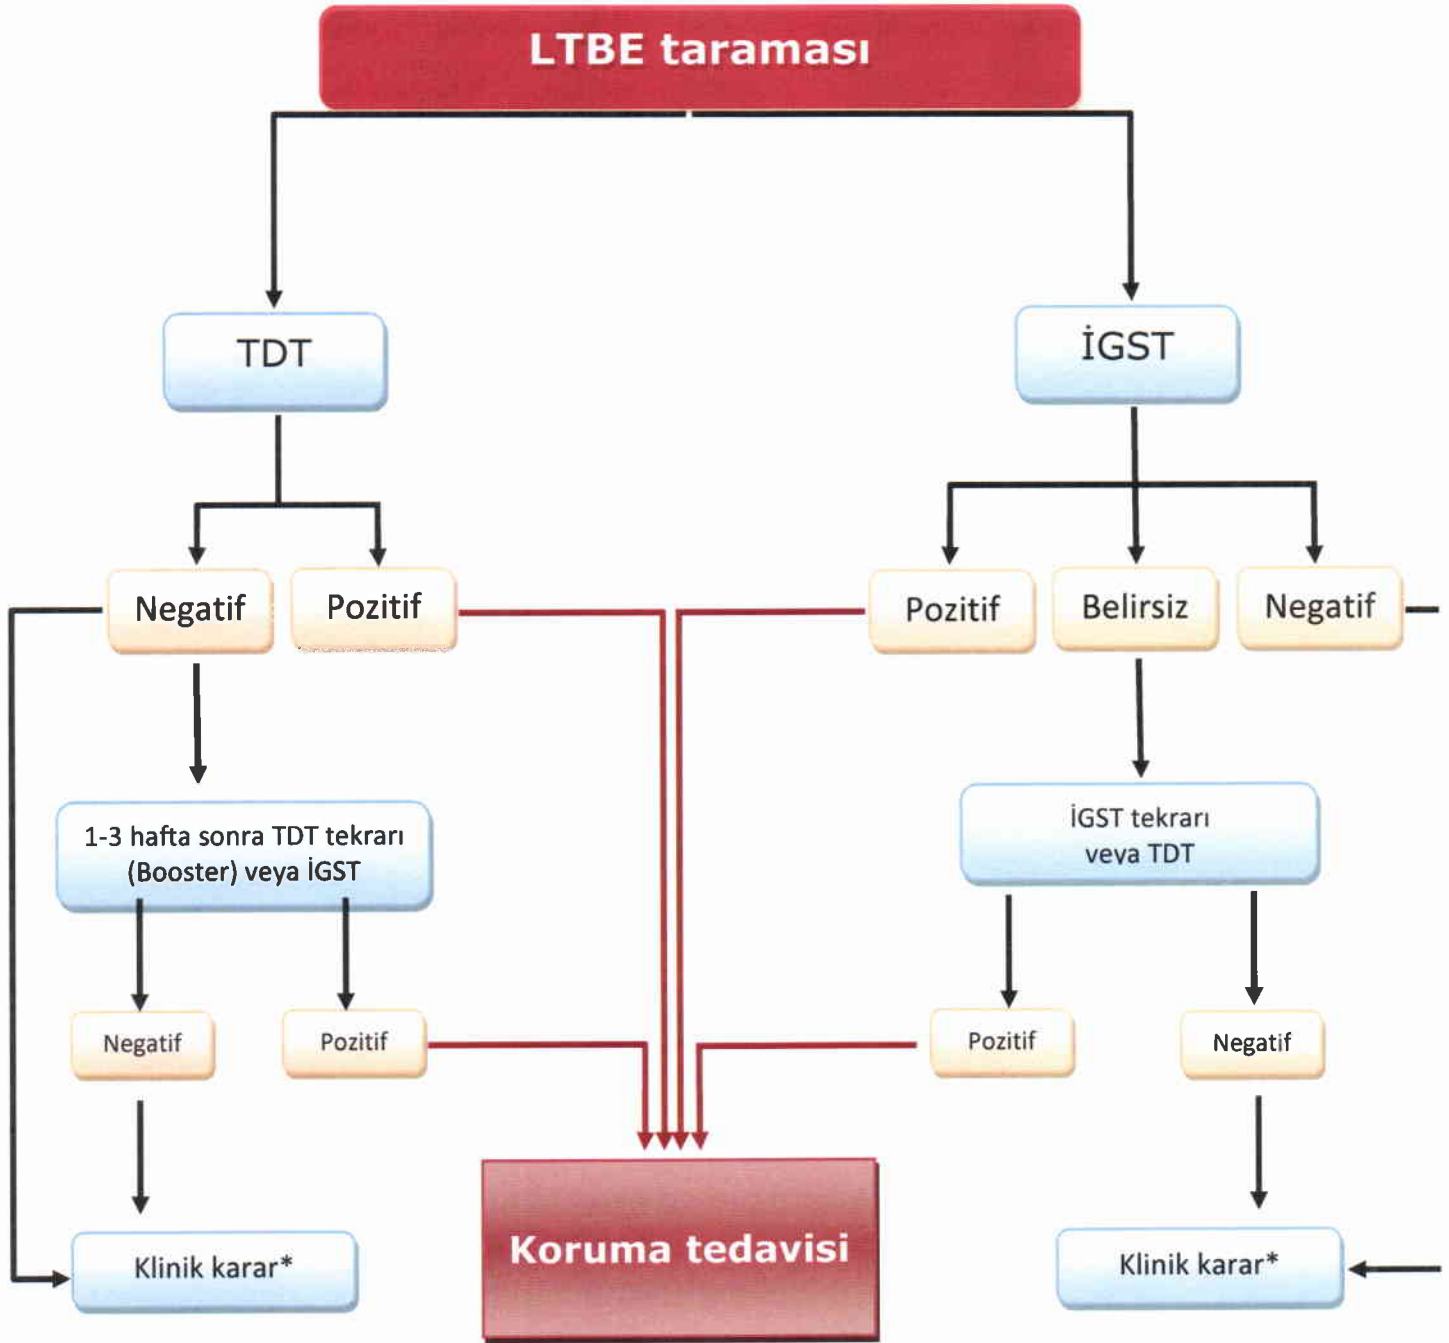 LTBE taraması
TDT
İGST
Negatif
Pozitif
Pozitif
Belirsiz
Negatif
1-3 hafta sonra TDT tekrarı
(Booster) veya İGST
İGST tekrarı
veya TDT
Negatif
Pozitif
Pozitif
Negatif
Koruma tedavisi
Klinik karar*
Klinik karar*